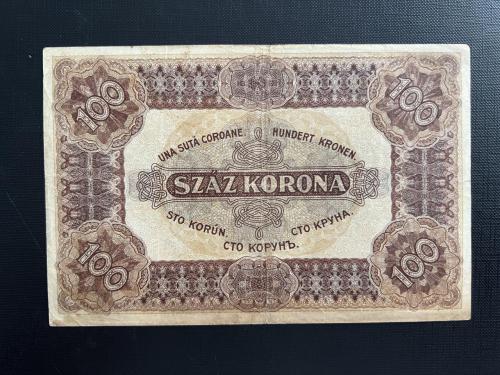 100
100
UNA SUTĂ COROANE. HUNDERT KRONEN.
SZÁZ KORONA
STO KORÚN. СТО КРУНА.
СТО КОРУНЪ.
100
100